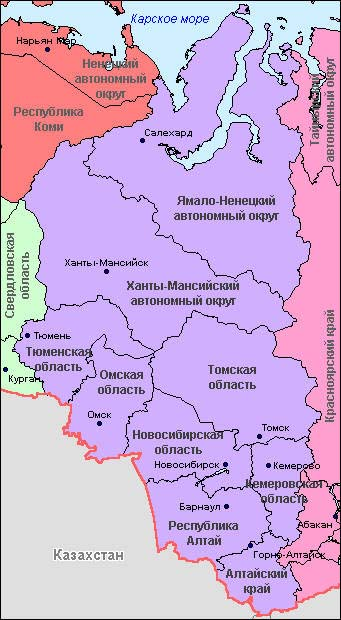 Карское море
Нарьян Мар
Ненецкий
автономный
округ
Республика
Коми
Таймырский
автономный округ
Салехард
Ямало-Ненецкий
автономный округ
Свердловская
область
Ханты-Мансийск
Ханты-Мансийский
автономный округ
Красноярский край
Тюмень
Тюменская
область
Курган
Омская
область
Томская
область
Омск
Новосибирская
область
Томск
Новосибирск
Кемерово
Кемеровская
область
Барнаул
Республика
Алтай
Абакан
Горно-Алтайск
Казахстан
Алтайский
край